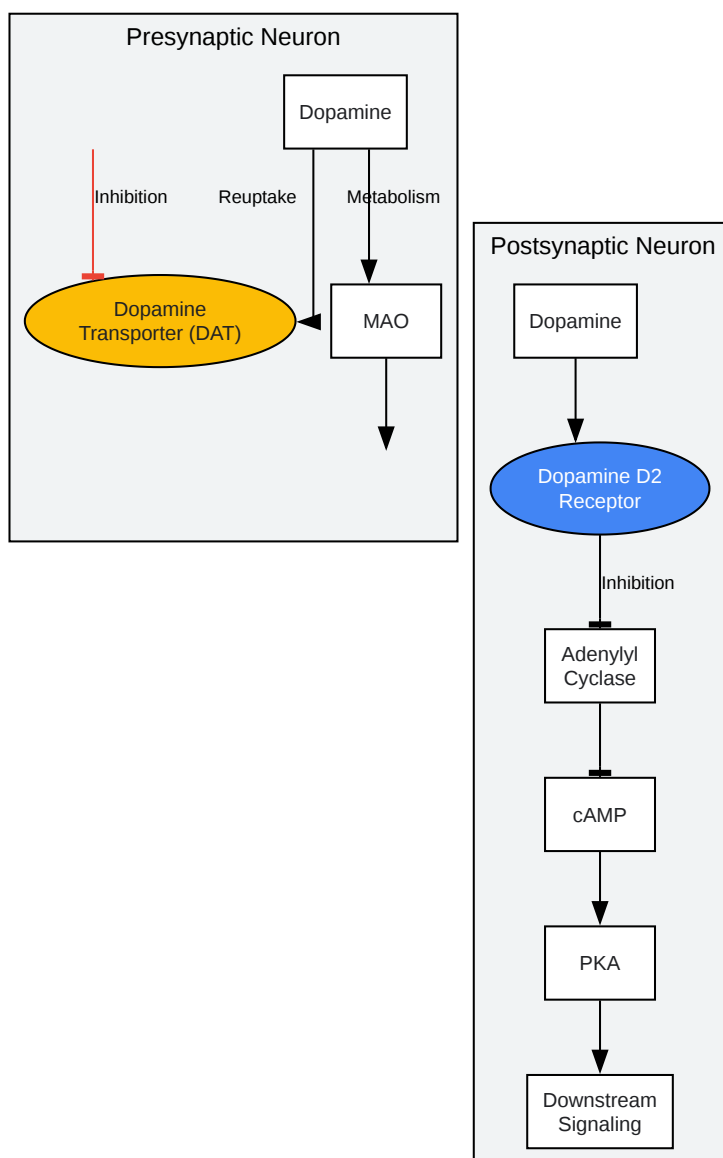 Presynaptic Neuron
Dopamine
Inhibition
Reuptake
Metabolism
Dopamine
Transporter (DAT)
MAO
Postsynaptic Neuron
Dopamine
Dopamine D2
Receptor
Inhibition
Adenylyl
Cyclase
cAMP
PKA
Downstream
Signaling